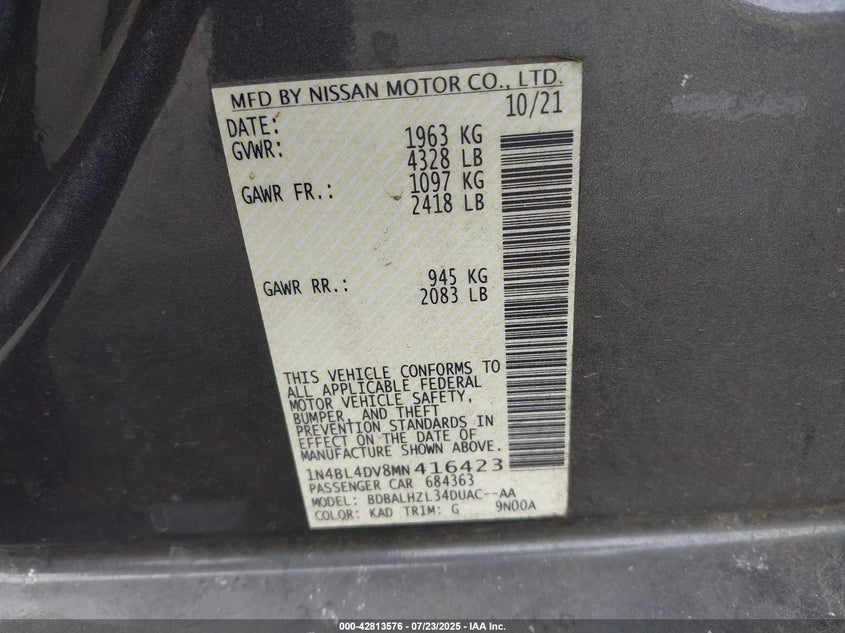 MFD BY NISSAN MOTOR CO., LTD.
DATE: 10/21
GVWR: 1963 KG
4328 LB
GAWR FR.: 1097 KG
2418 LB
GAWR RR.: 945 KG
2083 LB
THIS VEHICLE CONFORMS TO
ALL APPLICABLE FEDERAL
MOTOR VEHICLE SAFETY,
BUMPER, AND THEFT
PREVENTION STANDARDS IN
EFFECT ON THE DATE OF
MANUFACTURE SHOWN ABOVE.
1N4BL4DV8MN416423
PASSENGER CAR 684363
MODEL: BDBALHZL34DUAC--AA
COLOR: KAD TRIM: G 9N00A
000-42813576 - 07/23/2025 - IAA Inc.